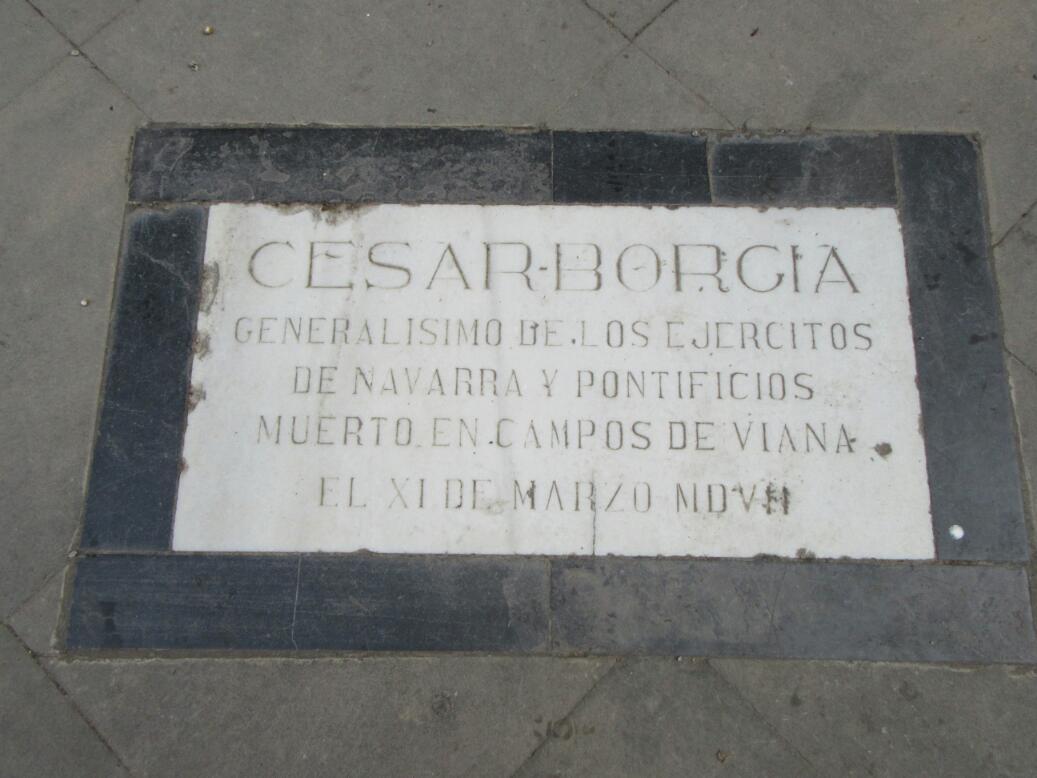 CESAR-BORGIA
GENERALISIMO DE LOS EJERCITOS
DE NAVARRA Y PONTIFICIOS
MUERTO EN CAMPOS DE VIANA
EL XI DE MARZO MDVII